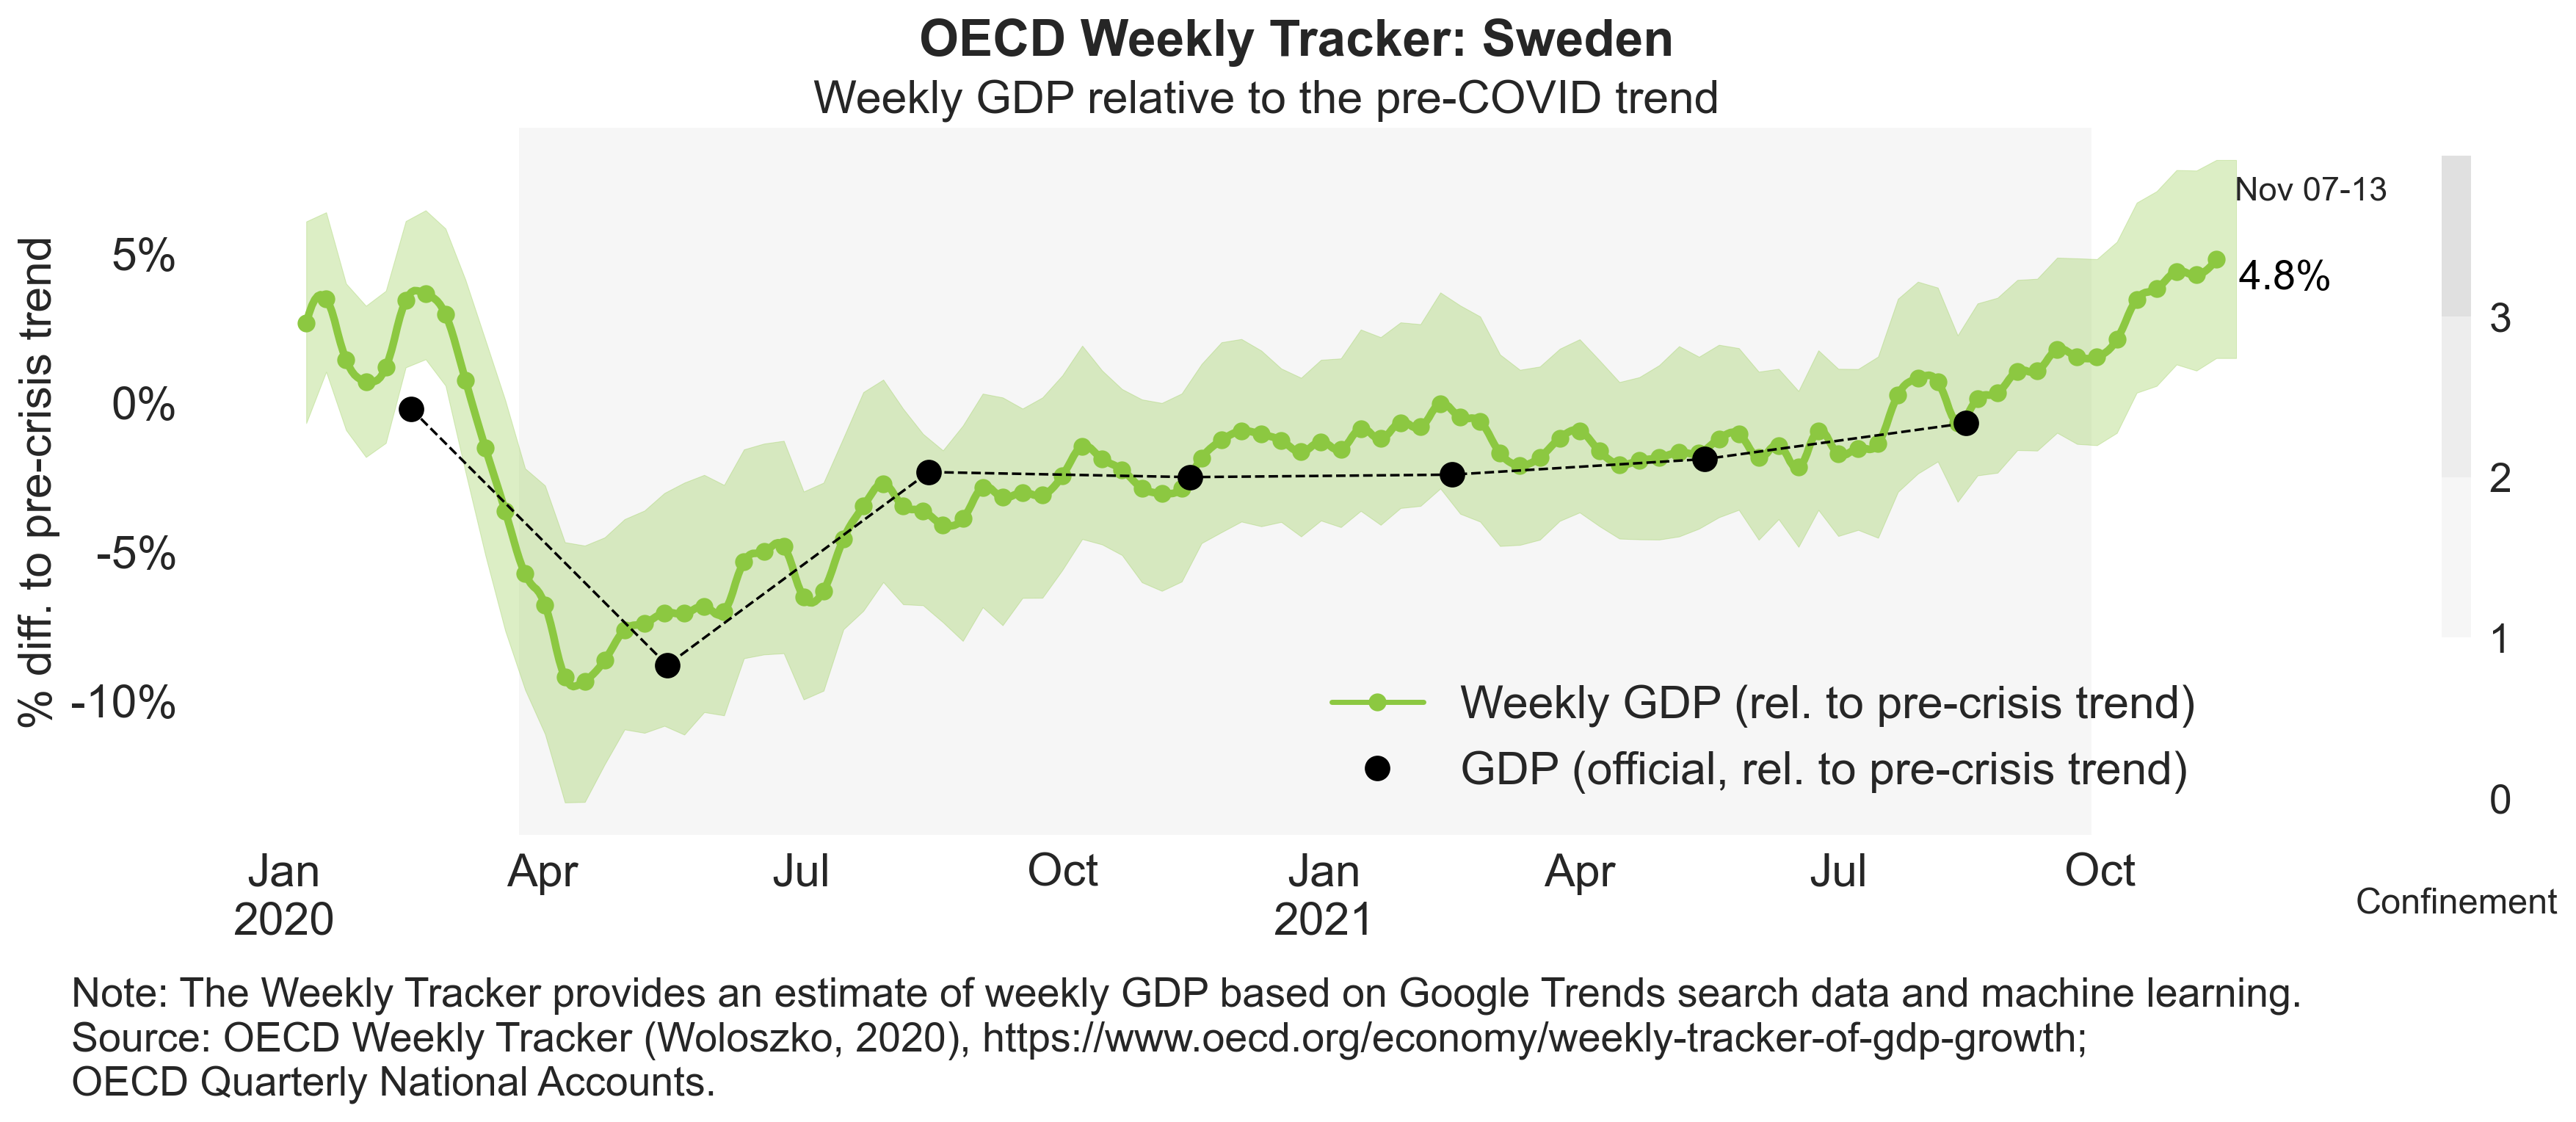 OECD Weekly Tracker: Sweden
Weekly GDP relative to the pre-COVID trend
% diff. to pre-crisis trend
5%
0%
-5%
-10%
Nov 07-13
4.8%
3
2
1
0
Weekly GDP (rel. to pre-crisis trend)
GDP (official, rel. to pre-crisis trend)
Jan Apr Jul Oct Jan Apr Jul Oct
2020 2021
Confinement
Note: The Weekly Tracker provides an estimate of weekly GDP based on Google Trends search data and machine learning.
Source: OECD Weekly Tracker (Woloszko, 2020), https://www.oecd.org/economy/weekly-tracker-of-gdp-growth;
OECD Quarterly National Accounts.